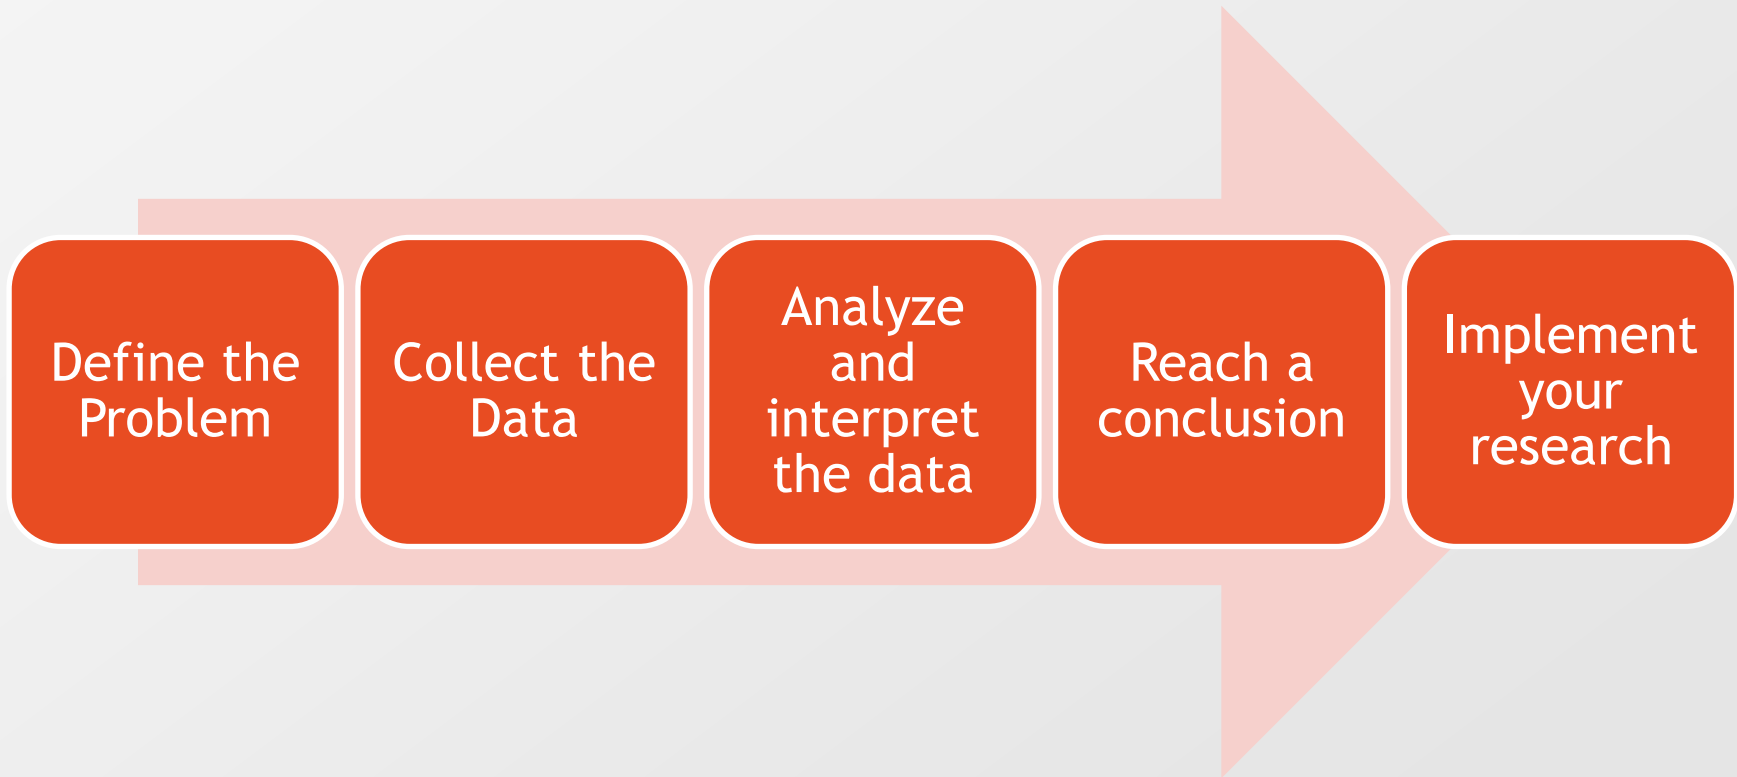 Define the
Problem
Collect the
Data
Analyze
and
interpret
the data
Reach a
conclusion
Implement
your
research